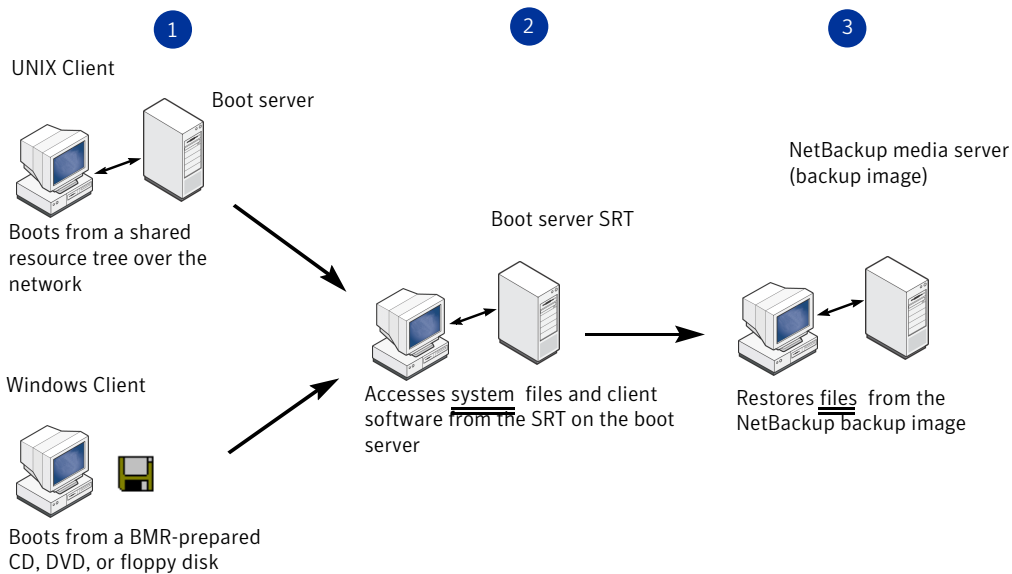 1
2
3
UNIX Client
Boot server
Boots from a shared
resource tree over the
network
Windows Client
Boots from a BMR-prepared
CD, DVD, or floppy disk
Boot server SRT
Accesses system files and client
software from the SRT on the boot
server
NetBackup media server
(backup image)
Restores files from the
NetBackup backup image